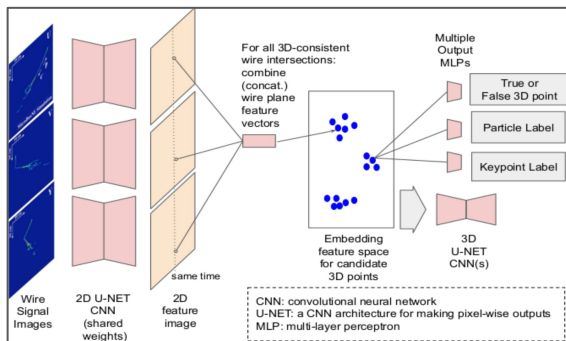 For all 3D-consistent
wire intersections:
combine
(concat.)
wire plane
feature
vectors
Multiple
Output
MLPs
True or
False 3D point
Particle Label
Keypoint Label
same time
Wire
Signal
Images
2D U-NET
CNN
(shared
weights)
2D
feature
image
Embedding
feature space
for candidate
3D points
3D
U-NET
CNN(s)
CNN: convolutional neural network
U-NET: a CNN architecture for making pixel-wise outputs
MLP: multi-layer perceptron